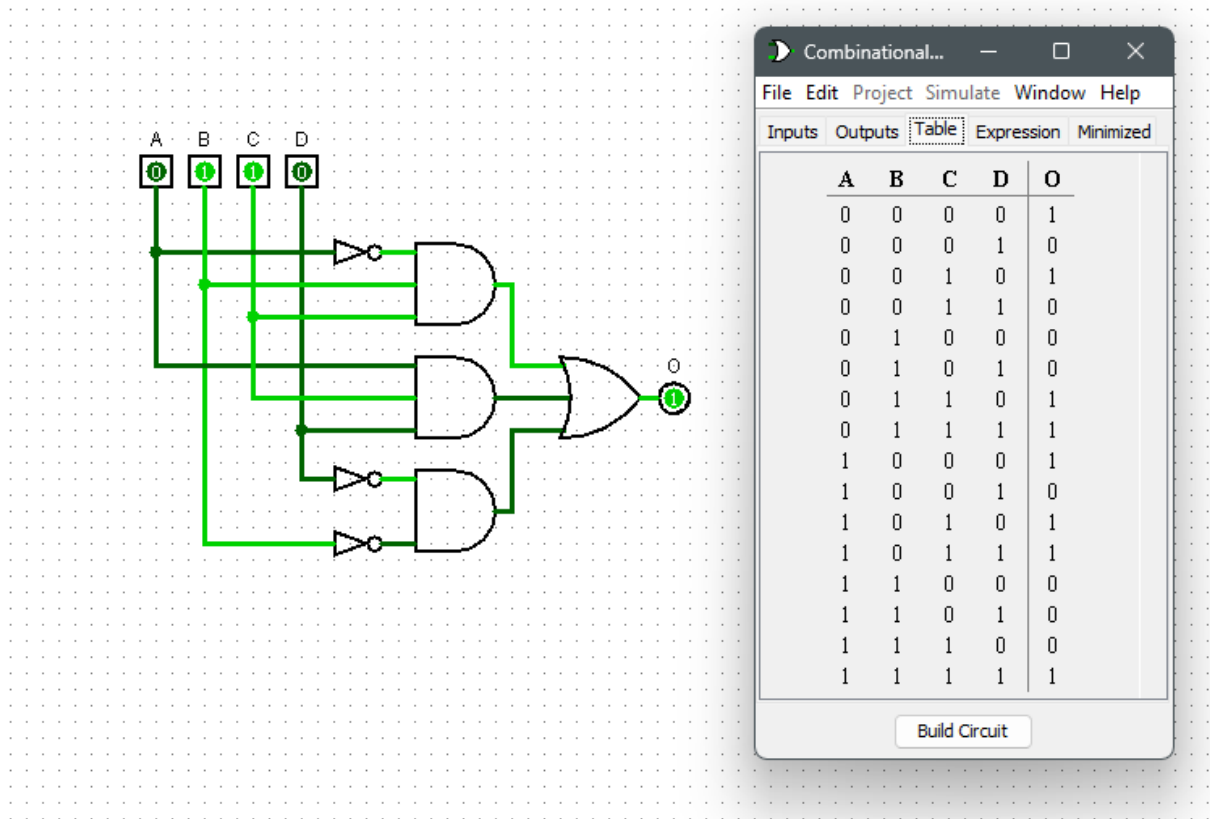 A B C D
0 1 1 0
O
1
Combinational...
File Edit Project Simulate Window Help
Inputs Outputs Table Expression Minimized
A B C D O
0 0 0 0 1
0 0 0 1 0
0 0 1 0 1
0 0 1 1 0
0 1 0 0 0
0 1 0 1 0
0 1 1 0 1
0 1 1 1 1
1 0 0 0 1
1 0 0 1 0
1 0 1 0 1
1 0 1 1 1
1 1 0 0 0
1 1 0 1 0
1 1 1 0 0
1 1 1 1 1
Build Circuit